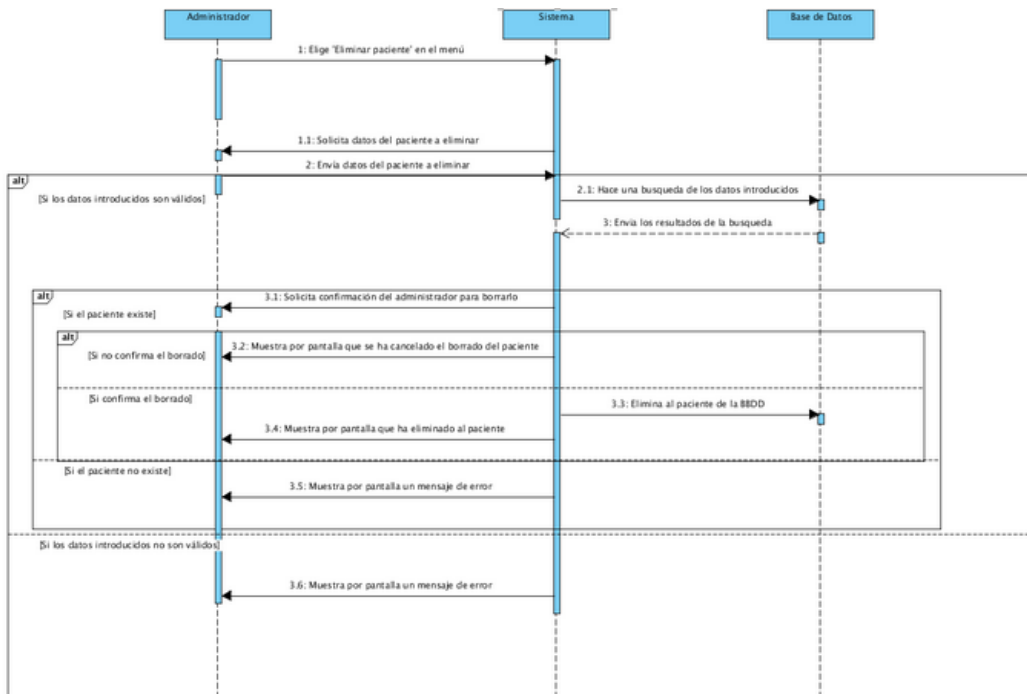 Administrador
Sistema
Base de Datos
1: Elige 'Eliminar paciente' en el menú
1.1: Solicita datos del paciente a eliminar
2: Envía datos del paciente a eliminar
alt
[Si los datos introducidos son válidos]
2.1: Hace una busqueda de los datos introducidos
3: Envia los resultados de la busqueda
alt
3.1: Solicita confirmación del administrador para borrarlo
[Si el paciente existe]
alt
3.2: Muestra por pantalla que se ha cancelado el borrado del paciente
[Si no confirma el borrado]
[Si confirma el borrado]
3.3: Elimina al paciente de la BBDD
3.4: Muestra por pantalla que ha eliminado al paciente
[Si el paciente no existe]
3.5: Muestra por pantalla un mensaje de error
[Si los datos introducidos no son válidos]
3.6: Muestra por pantalla un mensaje de error